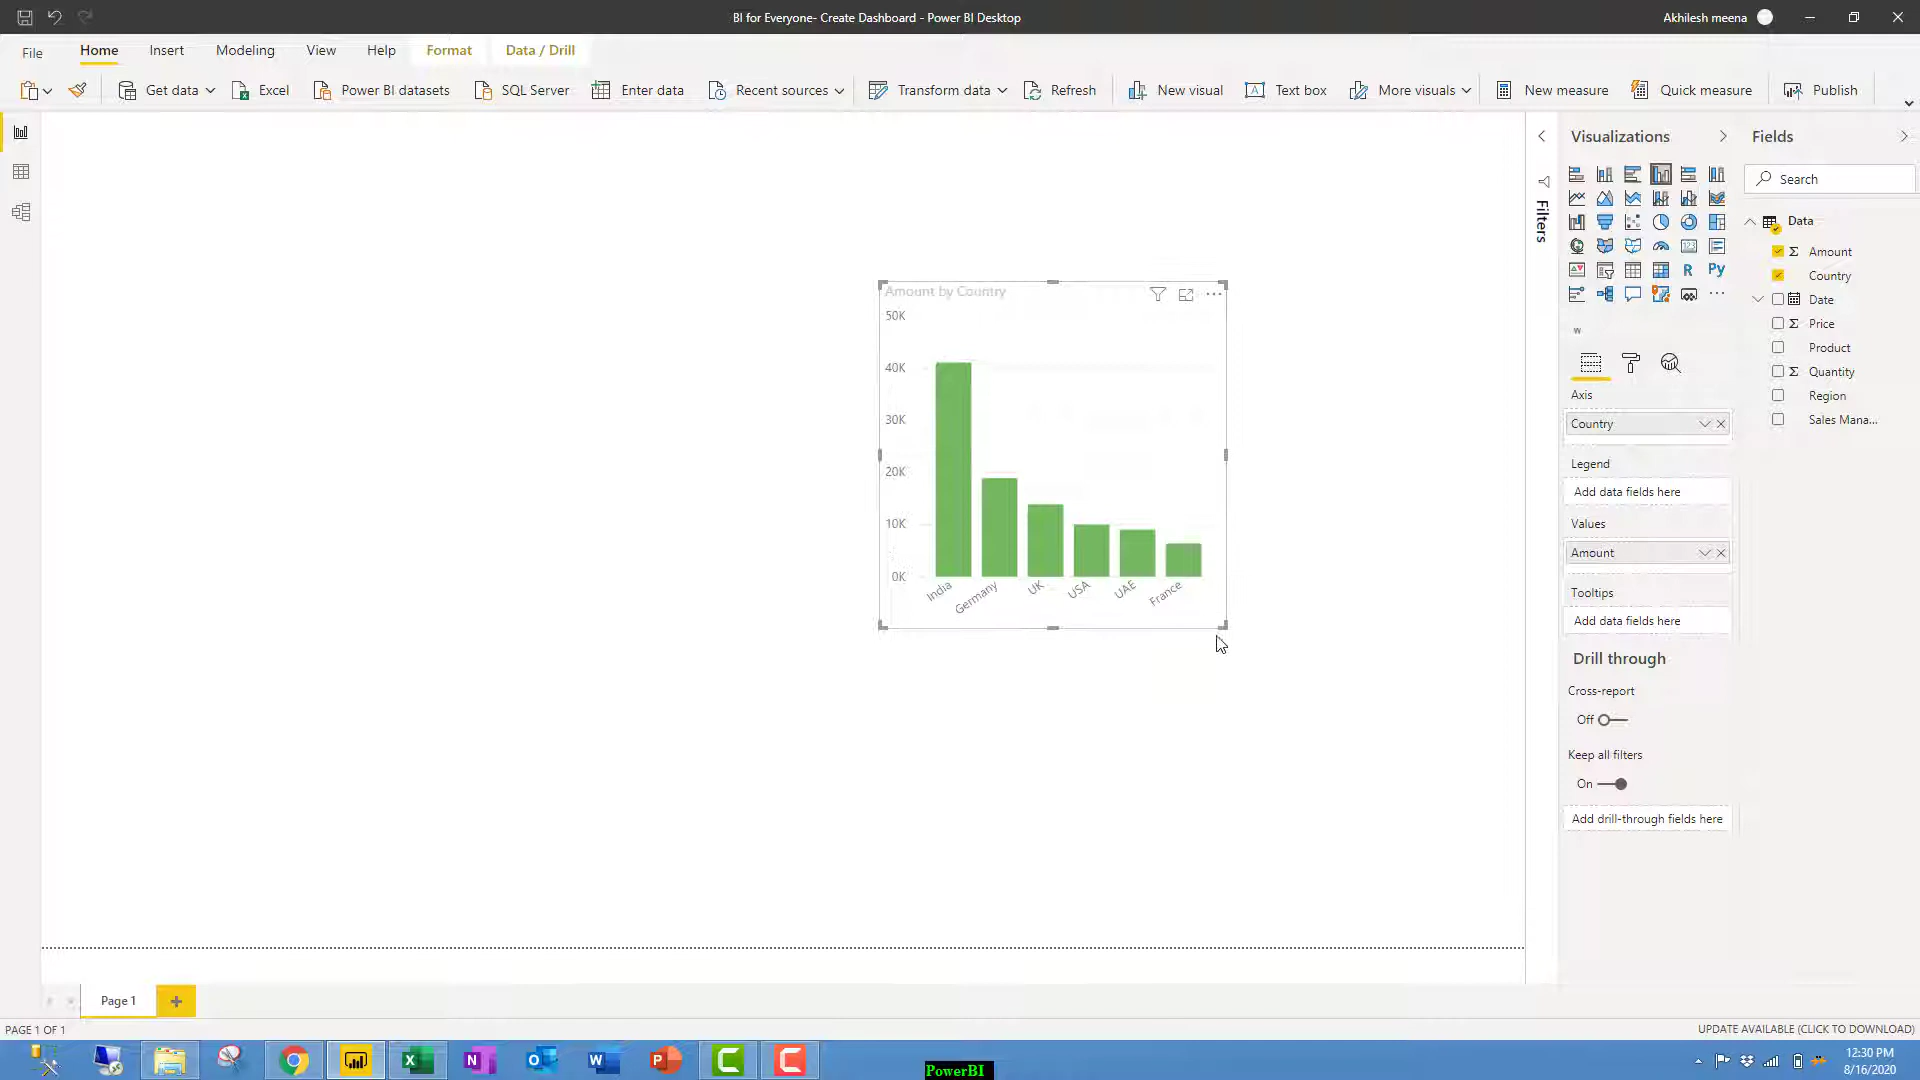 BI for Everyone- Create Dashboard - Power BI Desktop
Akhilesh meena
File
Home
Insert
Modeling
View
Help
Format
Data / Drill
Get data
Excel
Power BI datasets
SQL Server
Enter data
Recent sources
Transform data
Refresh
New visual
Text box
More visuals
New measure
Quick measure
Publish
Amount by Country
50K
40K
30K
20K
10K
0K
India
Germany
UK
USA
UAE
France
Filters
Visualizations
123
R
Py
W
Axis
Country
Legend
Add data fields here
Values
Amount
Tooltips
Add data fields here
Drill through
Cross-report
Off
Keep all filters
On
Add drill-through fields here
Fields
Search
Data
Amount
Country
Date
Price
Product
Quantity
Region
Sales Mana...
Page 1
PAGE 1 OF 1
UPDATE AVAILABLE (CLICK TO DOWNLOAD)
PowerBI
12:30 PM
8/16/2020